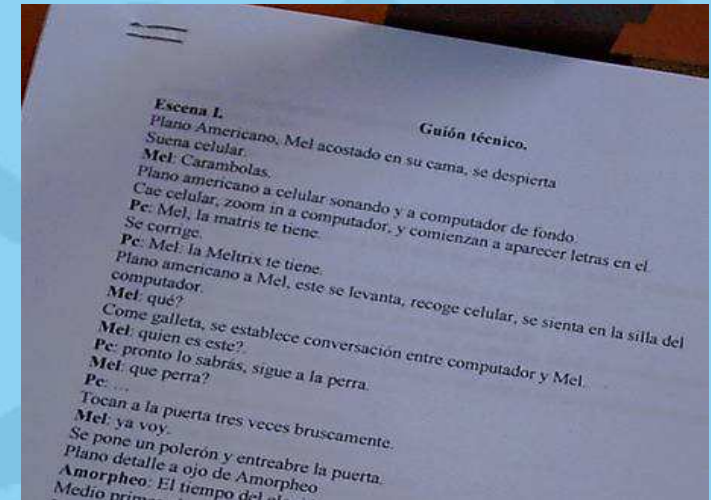 Guión técnico.
Escena I.
Plano Americano, Mel acostado en su cama, se despierta
Suena celular.
Mel: Carambolas.
Plano americano a celular sonando y a computador de fondo
Cae celular, zoom in a computador, y comienzan a aparecer letras en el
Pc: Mel, la matris te tiene.
Se corrige.
Pc: Mel: la Meltrix te tiene.
Plano americano a Mel, este se levanta, recoge celular, se sienta en la silla del
computador.
Mel: qué?
Come galleta, se establece conversación entre computador y Mel.
Mel: quien es este?.
Pc: pronto lo sabrás, sigue a la perra.
Mel: que perra?
Pc: ...
Tocan a la puerta tres veces bruscamente.
Mel: ya voy.
Se pone un polerón y entreabre la puerta.
Plano detalle a ojo de Amorpheo
Amorpheo: El tiempo del
Medio